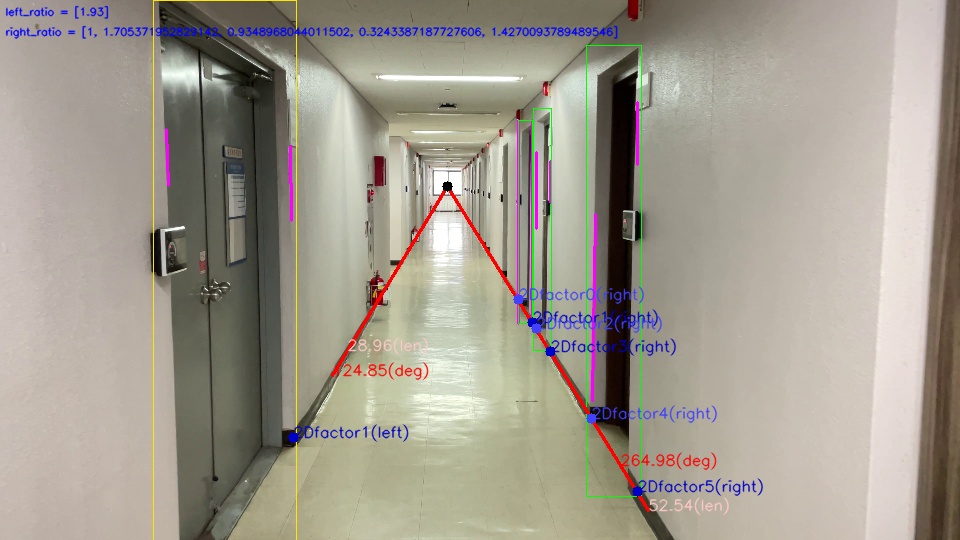 left_ratio = [1.93]
right_ratio = [1, 1.705371952829142, 0.9348968044011502, 0.3243387187727606, 1.4270093789489546]
2Dfactor0(right)
2Dfactor1(right)
2Dfactor2(right)
2Dfactor3(right)
28.96(len)
24.85(deg)
2Dfactor4(right)
2Dfactor1(left)
264.98(deg)
2Dfactor5(right)
52.54(len)